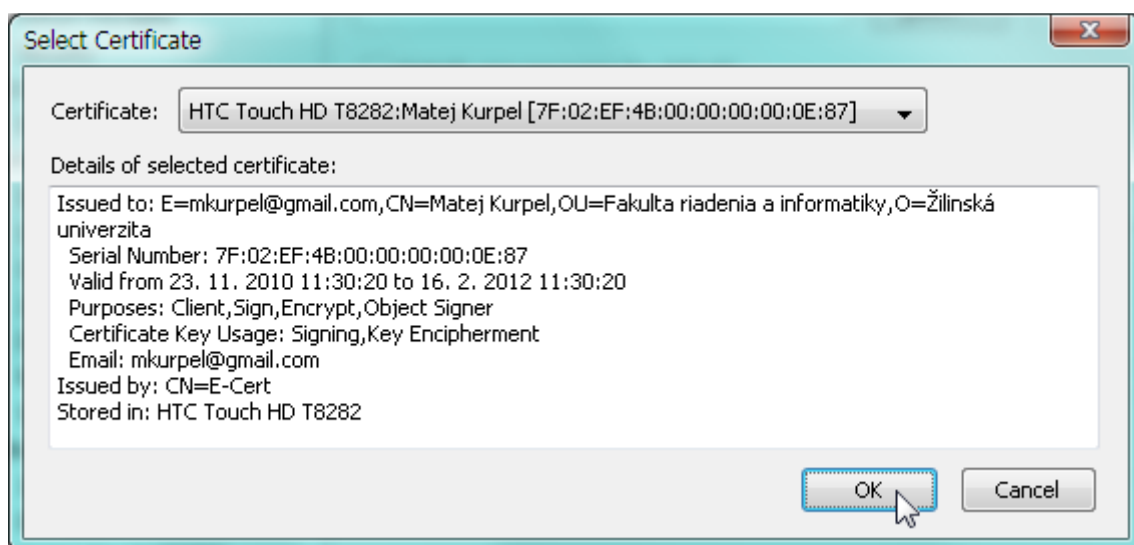 Select Certificate
Certificate: HTC Touch HD T8282:Matej Kurpel [7F:02:EF:4B:00:00:00:00:0E:87]
Details of selected certificate:
Issued to: E=mkurpel@gmail.com,CN=Matej Kurpel,OU=Fakulta riadenia a informatiky,O=Žilinská
univerzita
Serial Number: 7F:02:EF:4B:00:00:00:00:0E:87
Valid from 23. 11. 2010 11:30:20 to 16. 2. 2012 11:30:20
Purposes: Client,Sign,Encrypt,Object Signer
Certificate Key Usage: Signing,Key Encipherment
Email: mkurpel@gmail.com
Issued by: CN=E-Cert
Stored in: HTC Touch HD T8282
OK Cancel